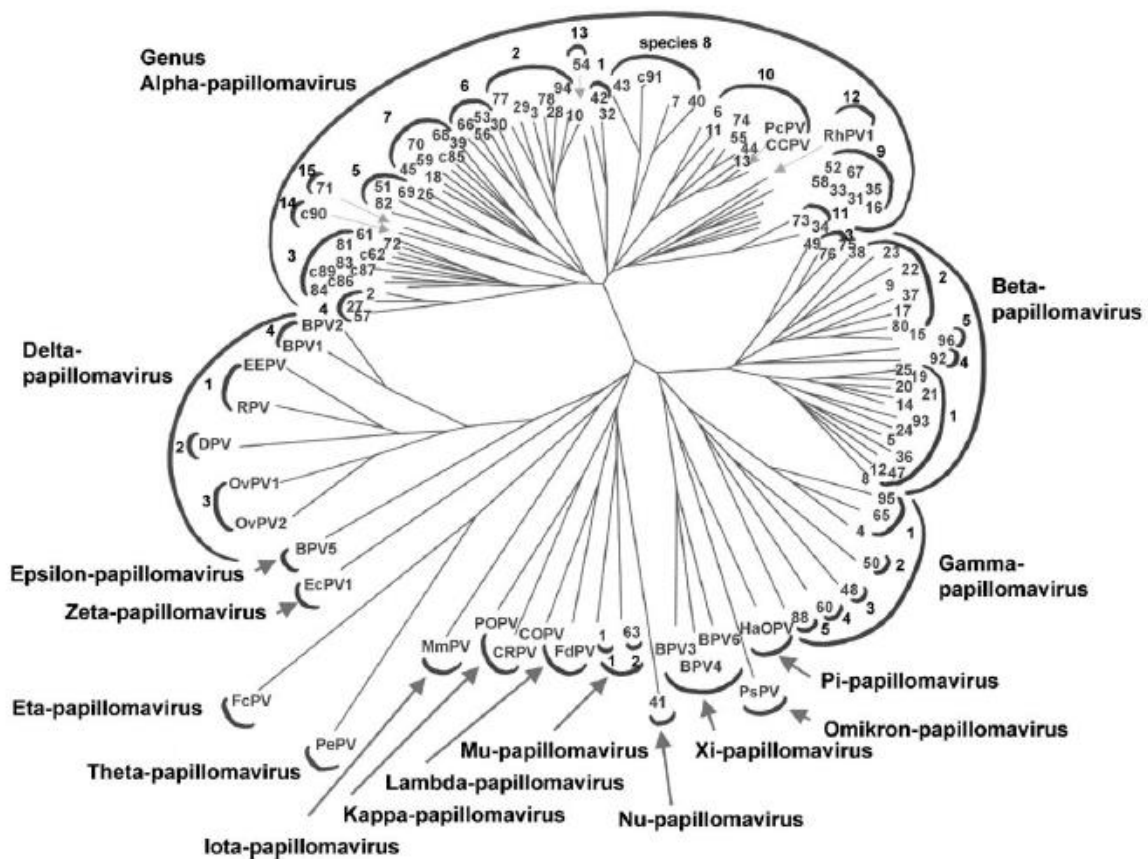 Genus
Alpha-papillomavirus
13
54
2
1
species 8
94
42
43
c91
7
40
10
6
77
29
3
78
28
10
32
6
11
74
55
44
13
PcPV
CCPV
12
RhPV1
9
52
67
58
33
31
35
16
7
53
66
30
56
68
39
c85
70
59
45
18
5
51
69
26
82
15
71
14
c90
3
61
81
72
83
c62
c89
c87
c86
84
4
2
27
57
73
34
11
3
49
75
76
38
23
22
2
9
37
17
80
15
5
96
92
4
Beta-
papillomavirus
25
19
20
21
14
93
1
24
5
36
12
47
8
Delta-
papillomavirus
4
BPV2
BPV1
1
EEPV
RPV
2
DPV
3
OvPV1
OvPV2
95
65
4
1
50
2
48
3
60
4
88
5
Gamma-
papillomavirus
Epsilon-papillomavirus
BPV5
Zeta-papillomavirus
EcPV1
Eta-papillomavirus
FcPV
Theta-papillomavirus
PePV
MmPV
POPV
CRPV
COPV
FdPV
1
63
1
2
41
BPV3
BPV6
BPV4
HaOPV
PsPV
Pi-papillomavirus
Omikron-papillomavirus
Xi-papillomavirus
Mu-papillomavirus
Lambda-papillomavirus
Kappa-papillomavirus
Nu-papillomavirus
Iota-papillomavirus